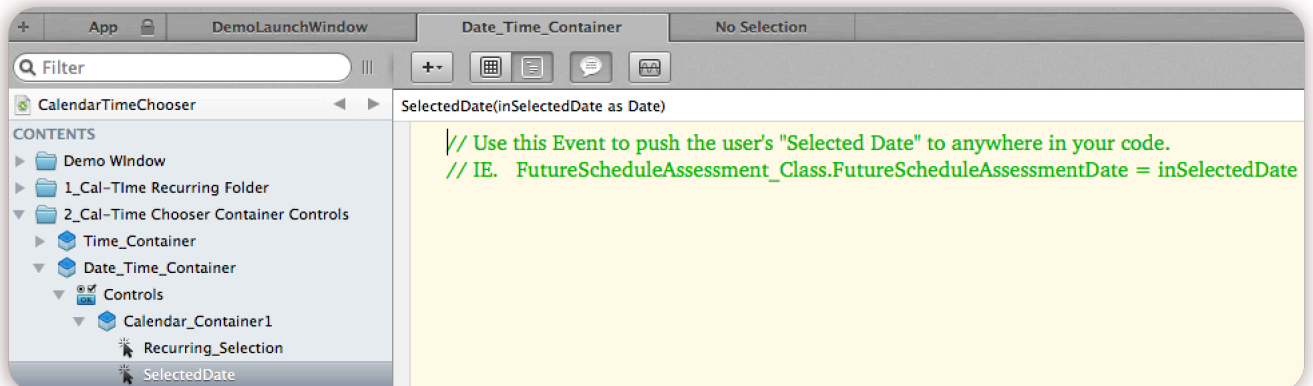 App
DemoLaunchWindow
Date_Time_Container
No Selection
Filter
CalendarTimeChooser
SelectedDate(inSelectedDate as Date)
CONTENTS
Demo WIndow
1_Cal-TIme Recurring Folder
2_Cal-Time Chooser Container Controls
Time_Container
Date_Time_Container
OK
Controls
Calendar_Container1
Recurring_Selection
SelectedDate
// Use this Event to push the user's "Selected Date" to anywhere in your code.
// IE. FutureScheduleAssessment_Class.FutureScheduleAssessmentDate = inSelectedDate